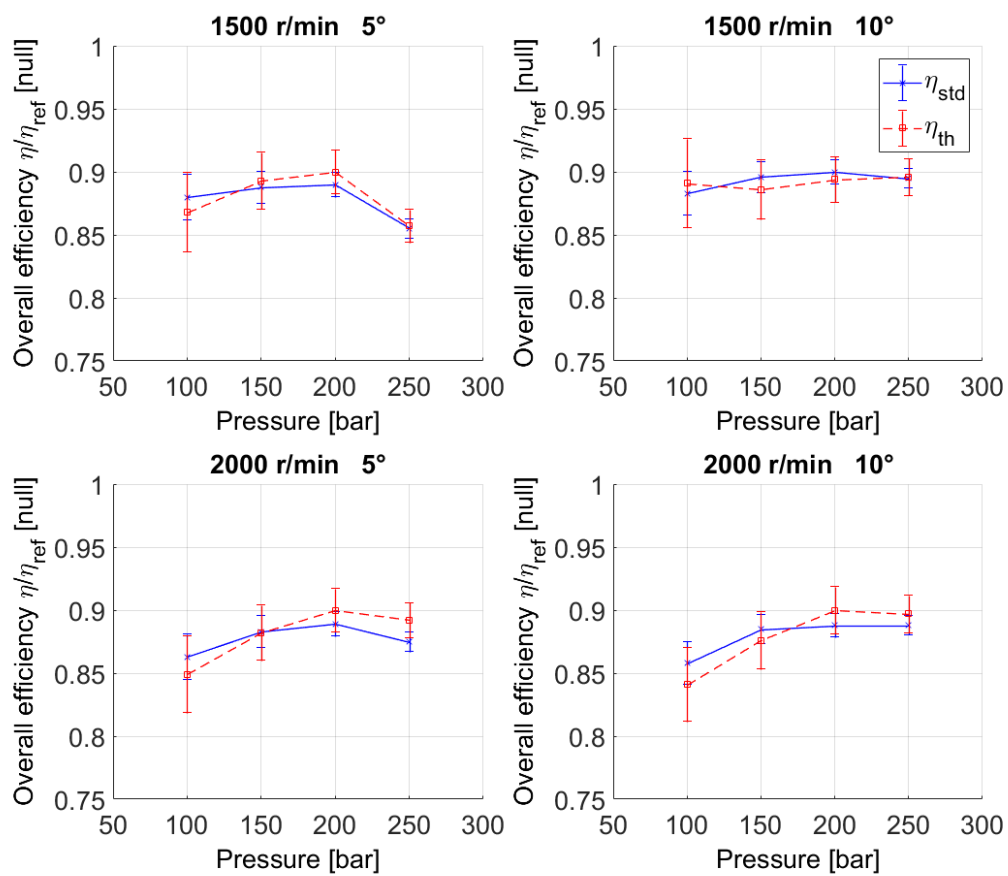 1500 r/min 5°
Overall efficiency η/η_ref [null]
1
0.95
0.9
0.85
0.8
0.75
50 100 150 200 250 300
Pressure [bar]
1500 r/min 10°
Overall efficiency η/η_ref [null]
1
0.95
0.9
0.85
0.8
0.75
50 100 150 200 250 300
Pressure [bar]
η_std
η_th
2000 r/min 5°
Overall efficiency η/η_ref [null]
1
0.95
0.9
0.85
0.8
0.75
50 100 150 200 250 300
Pressure [bar]
2000 r/min 10°
Overall efficiency η/η_ref [null]
1
0.95
0.9
0.85
0.8
0.75
50 100 150 200 250 300
Pressure [bar]